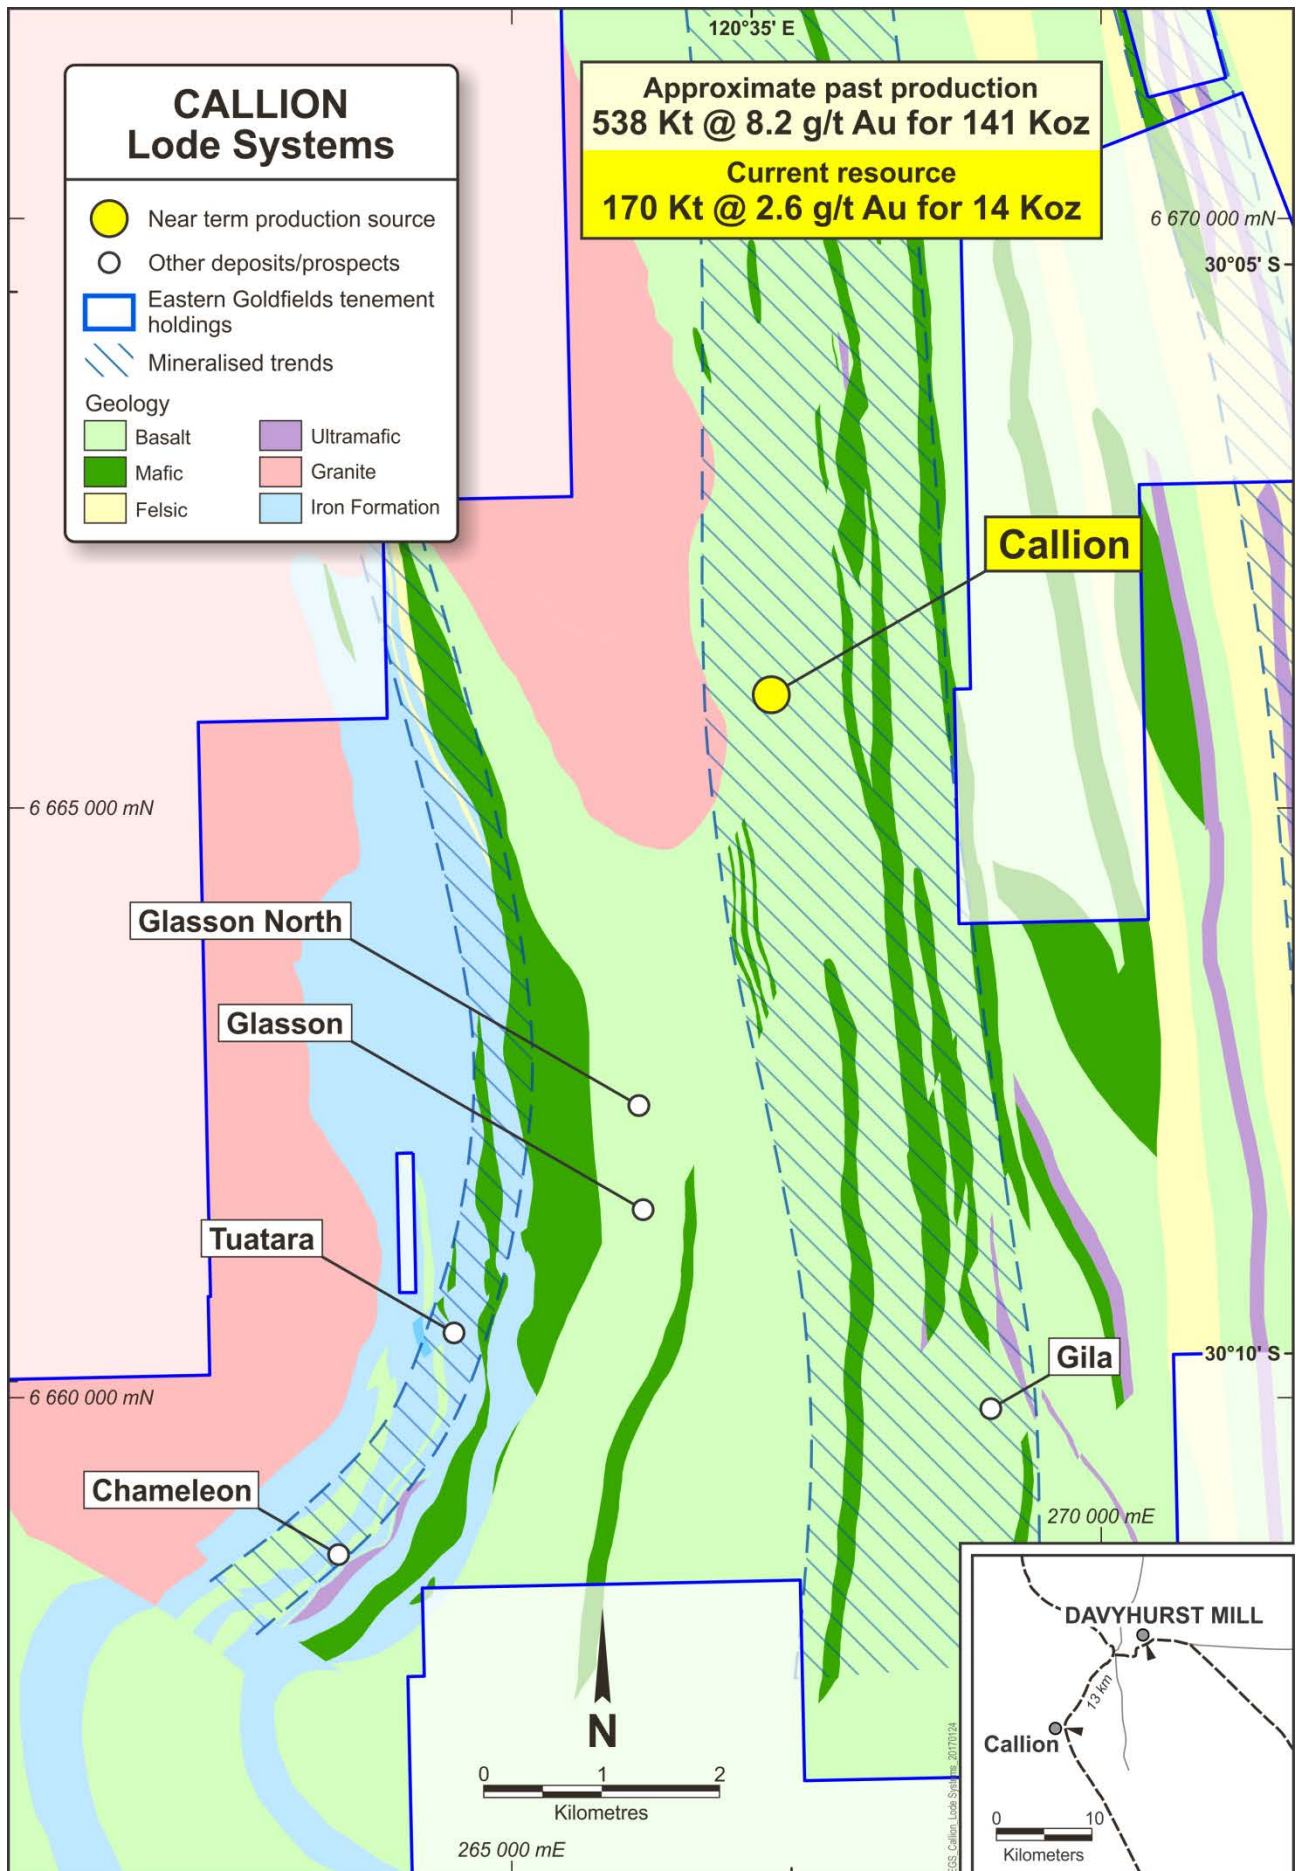 120°35' E
CALLION
Lode Systems
Near term production source
Other deposits/prospects
Eastern Goldfields tenement
holdings
Mineralised trends
Geology
Basalt
Ultramafic
Mafic
Granite
Felsic
Iron Formation
Approximate past production
538 Kt @ 8.2 g/t Au for 141 Koz
Current resource
170 Kt @ 2.6 g/t Au for 14 Koz
6 670 000 mN
30°05' S
Callion
6 665 000 mN
Glasson North
Glasson
Tuatara
Gila
30°10' S
6 660 000 mN
Chameleon
270 000 mE
N
0 1 2
Kilometres
265 000 mE
EGS_Callion_Lode Systems_20170124
DAVYHURST MILL
13 km
Callion
0 10
Kilometers